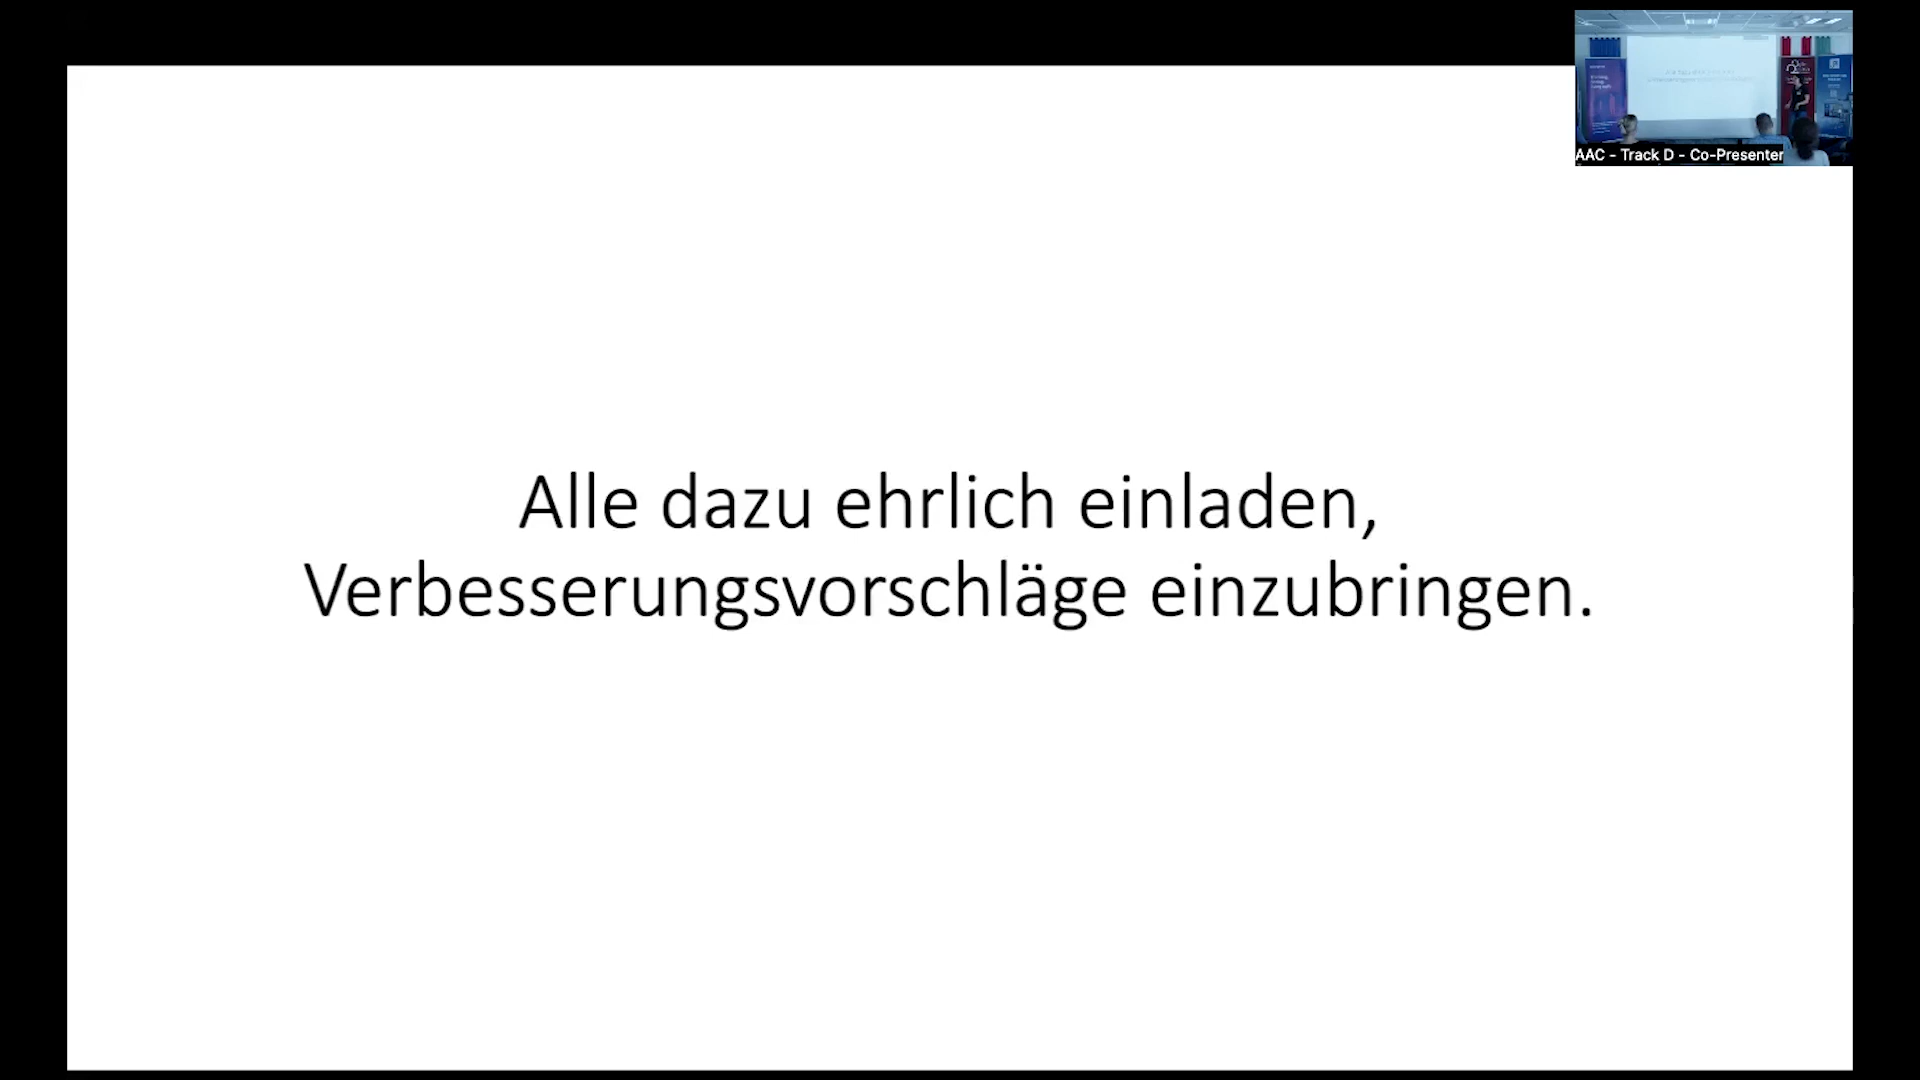 AAC - Track D - Co-Presenter
Alle dazu ehrlich einladen,
Verbesserungsvorschläge einzubringen.